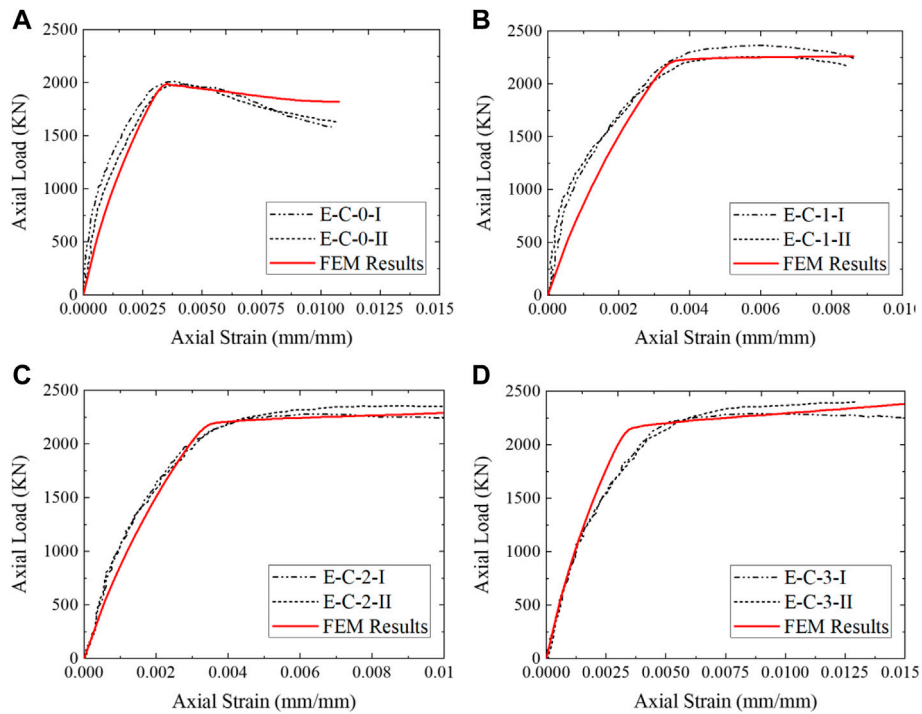 A
Axial Load (KN)
2500
2000
1500
1000
500
0
E-C-0-I
E-C-0-II
FEM Results
0.0000 0.0025 0.0050 0.0075 0.0100 0.0125 0.015
Axial Strain (mm/mm)
B
Axial Load (KN)
2500
2000
1500
1000
500
0
E-C-1-I
E-C-1-II
FEM Results
0.000 0.002 0.004 0.006 0.008 0.01
Axial Strain (mm/mm)
C
Axial Load (KN)
2500
2000
1500
1000
500
0
E-C-2-I
E-C-2-II
FEM Results
0.000 0.002 0.004 0.006 0.008 0.01
Axial Strain (mm/mm)
D
Axial Load (KN)
2500
2000
1500
1000
500
0
E-C-3-I
E-C-3-II
FEM Results
0.0000 0.0025 0.0050 0.0075 0.0100 0.0125 0.015
Axial Strain (mm/mm)